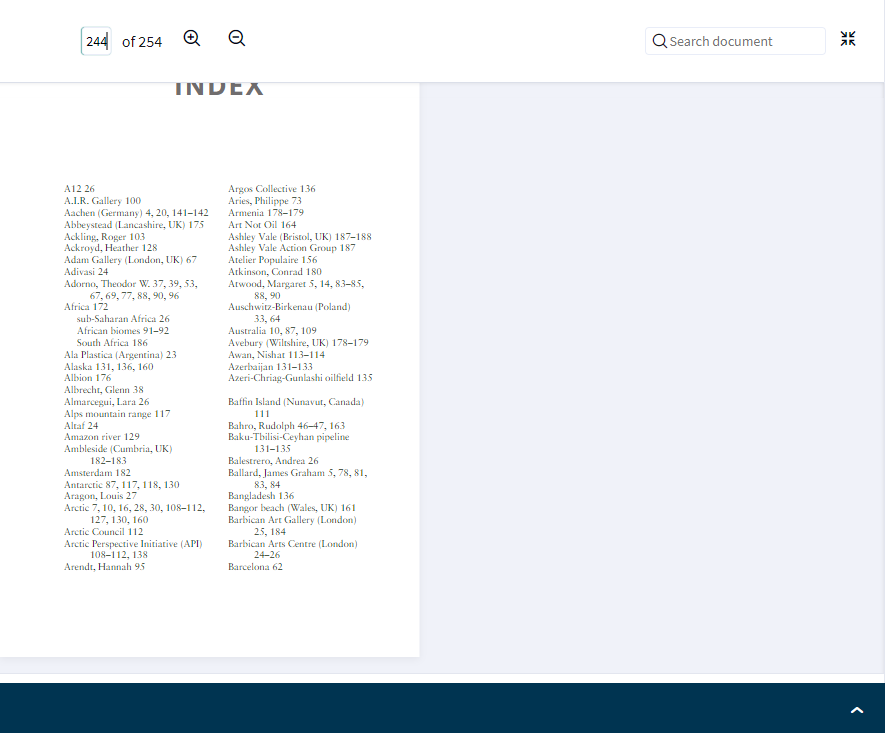 244 of 254
Search document
INDEX
A12 26
A.I.R. Gallery 100
Aachen (Germany) 4, 20, 141–142
Abbeystead (Lancashire, UK) 175
Ackling, Roger 103
Ackroyd, Heather 128
Adam Gallery (London, UK) 67
Adivasi 24
Adorno, Theodor W. 37, 39, 53,
67, 69, 77, 88, 90, 96
Africa 172
sub-Saharan Africa 26
African biomes 91–92
South Africa 186
Ala Plastica (Argentina) 23
Alaska 131, 136, 160
Albion 176
Albrecht, Glenn 38
Almarcegui, Lara 26
Alps mountain range 117
Altaf 24
Amazon river 129
Ambleside (Cumbria, UK)
182–183
Amsterdam 182
Antarctic 87, 117, 118, 130
Aragon, Louis 27
Arctic 7, 10, 16, 28, 30, 108–112,
127, 130, 160
Arctic Council 112
Arctic Perspective Initiative (API)
108–112, 138
Arendt, Hannah 95
Argos Collective 136
Aries, Philippe 73
Armenia 178–179
Art Not Oil 164
Ashley Vale (Bristol, UK) 187–188
Ashley Vale Action Group 187
Atelier Populaire 156
Atkinson, Conrad 180
Atwood, Margaret 5, 14, 83–85,
88, 90
Auschwitz-Birkenau (Poland)
33, 64
Australia 10, 87, 109
Avebury (Wiltshire, UK) 178–179
Awan, Nishat 113–114
Azerbaijan 131–133
Azeri-Chriag-Gunlashi oilfield 135
Baffin Island (Nunavut, Canada)
111
Bahro, Rudolph 46–47, 163
Baku-Tbilisi-Ceyhan pipeline
131–135
Balestrero, Andrea 26
Ballard, James Graham 5, 78, 81,
83, 84
Bangladesh 136
Bangor beach (Wales, UK) 161
Barbican Art Gallery (London)
25, 184
Barbican Arts Centre (London)
24–26
Barcelona 62